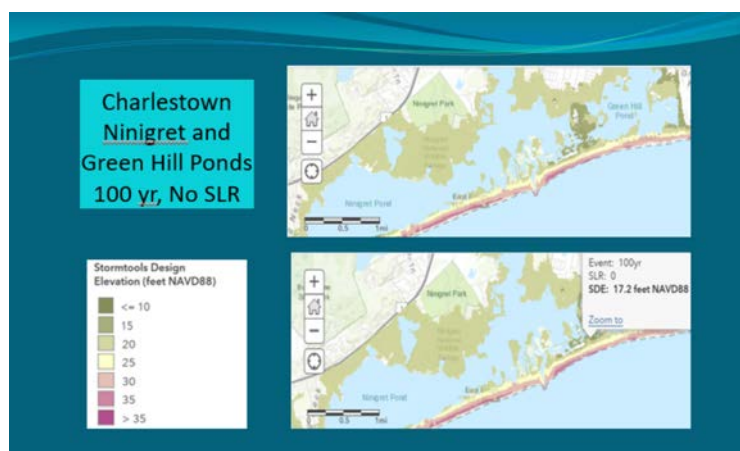 Charlestown
Ninigret and
Green Hill Ponds
100 yr, No SLR
Ninigret Park
Green Hill
Pond
Ninigret Pond
East
0 0.5 1mi
Stormtools Design
Elevation (feet NAVD88)
<= 10
15
20
25
30
35
> 35
Event: 100yr
SLR: 0
SDE: 17.2 feet NAVD88
Zoom to
Ninigret Park
East
Ninigret Pond
0 0.5 1mi